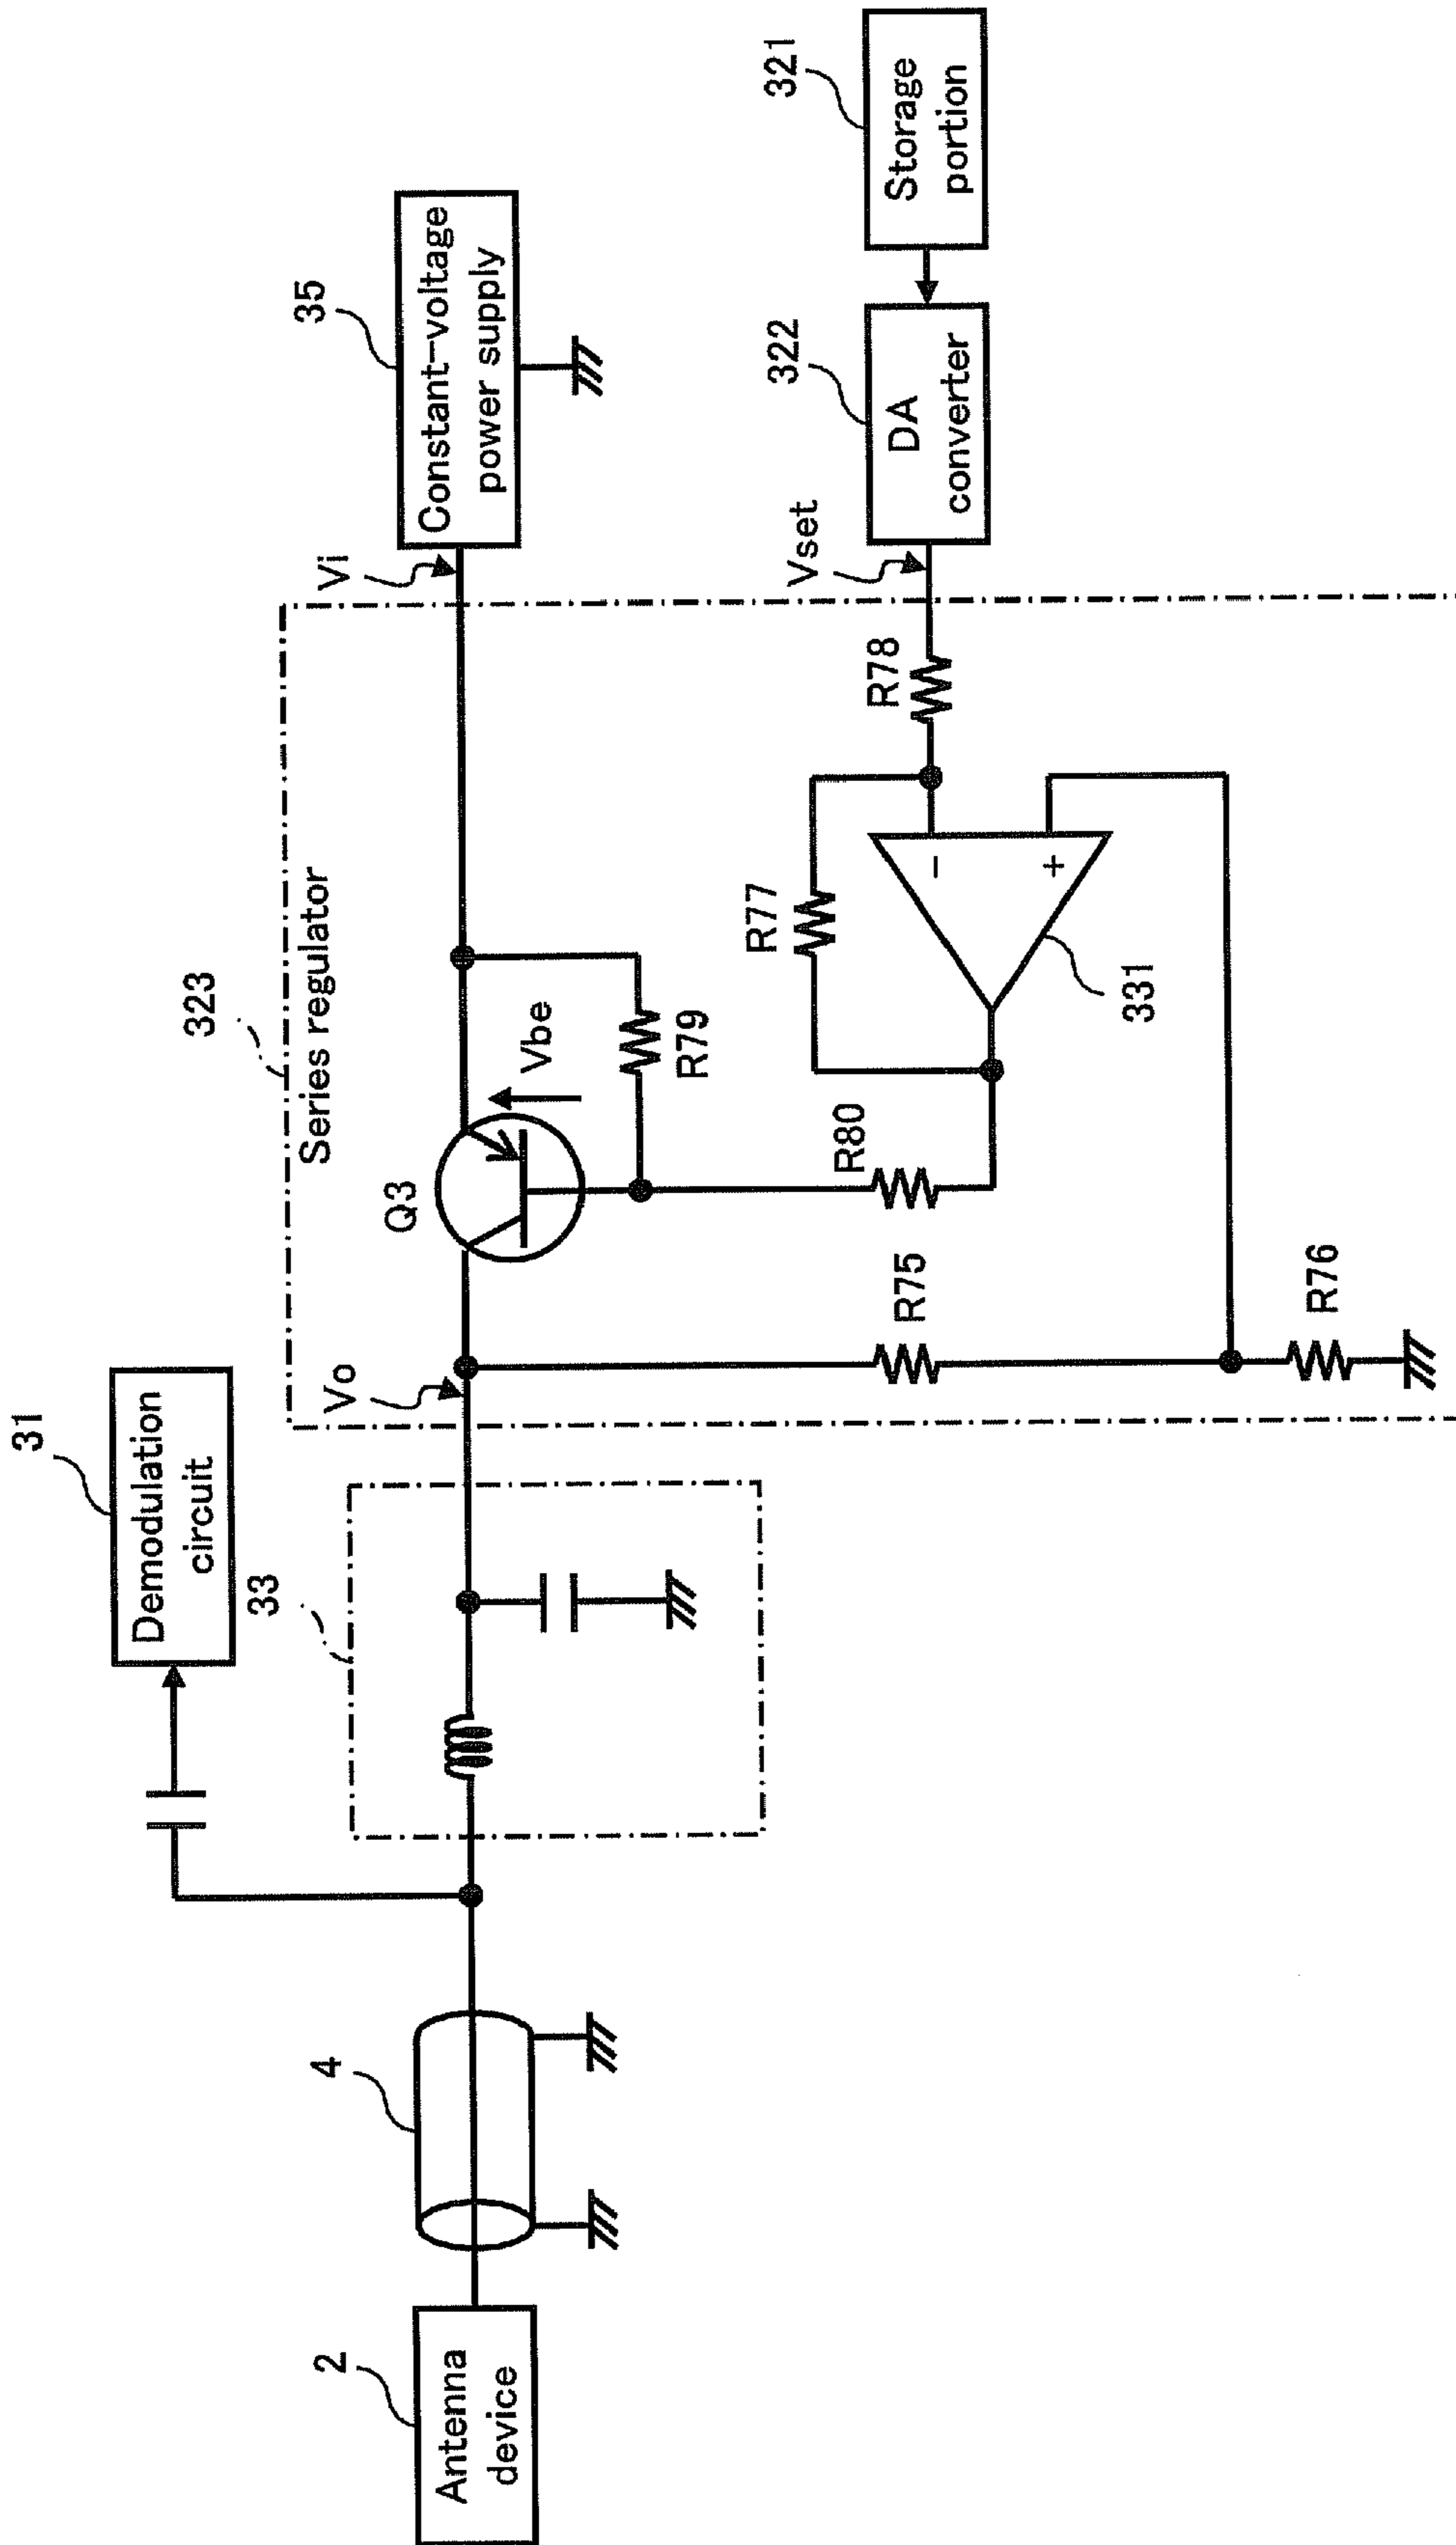 31
Demodulation
circuit
323
Series regulator
35
Constant-voltage
power supply
Vi
Vo
Q3
Vbe
R79
33
4
2
Antenna
device
R80
R75
R76
R77
R78
331
Vset
322
DA
converter
321
Storage
portion
-
+